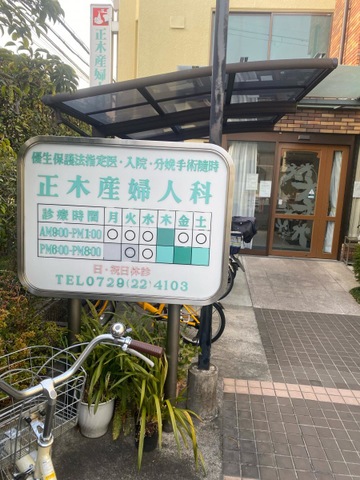 正木産婦人科
優生保護法指定医・入院・分娩手術随時
正木産婦人科
診療時間 月 火 水 木 金 土
AM9:00~PM1:00 ○ ○ ○ ○ ○
PM6:00~PM8:00 ○
日・祝日休診
TEL0729(22)4103